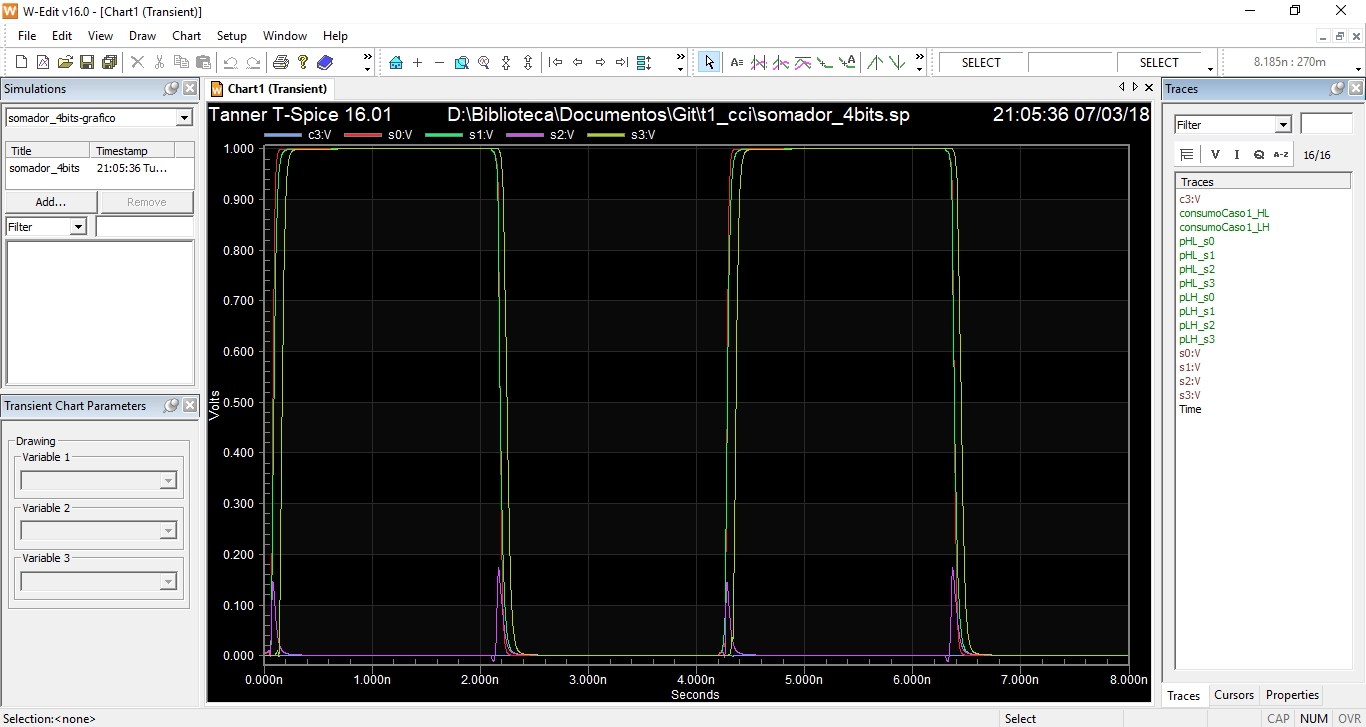 W-Edit v16.0 - [Chart1 (Transient)]
File Edit View Draw Chart Setup Window Help
SELECT SELECT 8.185n : 270m
Simulations
somador_4bits-grafico
Title Timestamp
somador_4bits 21:05:36 Tu...
Add... Remove
Filter
Transient Chart Parameters
Drawing
Variable 1
Variable 2
Variable 3
Chart1 (Transient)
Tanner T-Spice 16.01 D:\Biblioteca\Documentos\Git\t1_cci\somador_4bits.sp 21:05:36 07/03/18
c3:V s0:V s1:V s2:V s3:V
1.000
0.900
0.800
0.700
0.600
0.500
0.400
0.300
0.200
0.100
0.000
Volts
0.000n 1.000n 2.000n 3.000n 4.000n 5.000n 6.000n 7.000n 8.000n
Seconds
Traces
Filter
V I Q A-Z 16/16
Traces
c3:V
consumoCaso1_HL
consumoCaso1_LH
pHL_s0
pHL_s1
pHL_s2
pHL_s3
pLH_s0
pLH_s1
pLH_s2
pLH_s3
s0:V
s1:V
s2:V
s3:V
Time
Traces Cursors Properties
Selection:<none> Select CAP NUM OVR